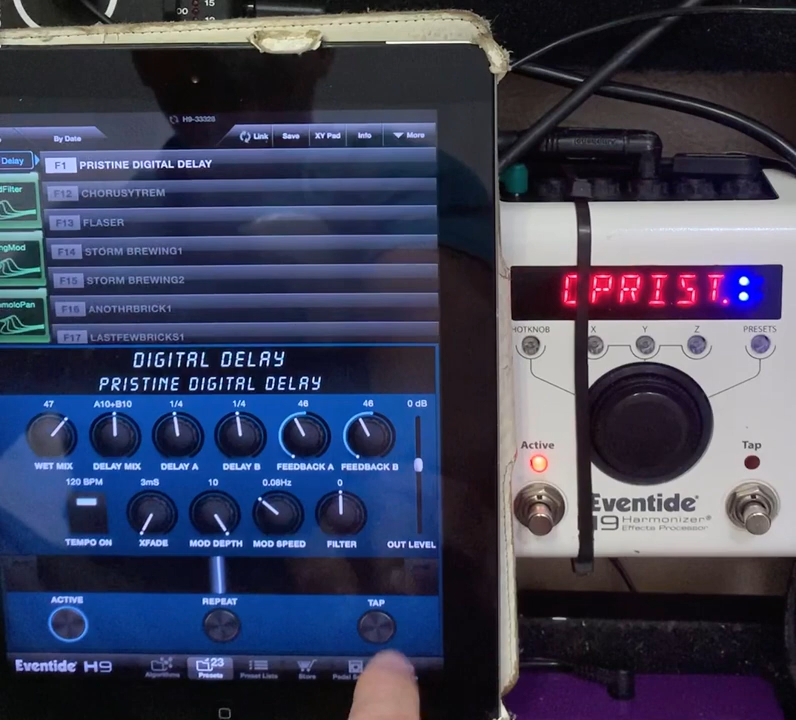 15
H9-33325
By Date
Link Save XY Pad Info More
Delay
F1 PRISTINE DIGITAL DELAY
F12 CHORUSYTREM
F13 FLASER
F14 STORM BREWING1
F15 STORM BREWING2
F16 ANOTHRBRICK1
F17 LASTFEWBRICKS1
DIGITAL DELAY
PRISTINE DIGITAL DELAY
47 A10+B10 1/4 1/4 46 46 0 dB
WET MIX DELAY MIX DELAY A DELAY B FEEDBACK A FEEDBACK B
120 BPM 3mS 10 0.08Hz 0
TEMPO ON XFADE MOD DEPTH MOD SPEED FILTER OUT LEVEL
ACTIVE REPEAT TAP
Eventide H9
Algorithms
23
Presets
Preset Lists
Store
[PRIST.:
HOTKNOB X Y Z PRESETS
Active Tap
Eventide®
H9 Harmonizer®
Effects Processor